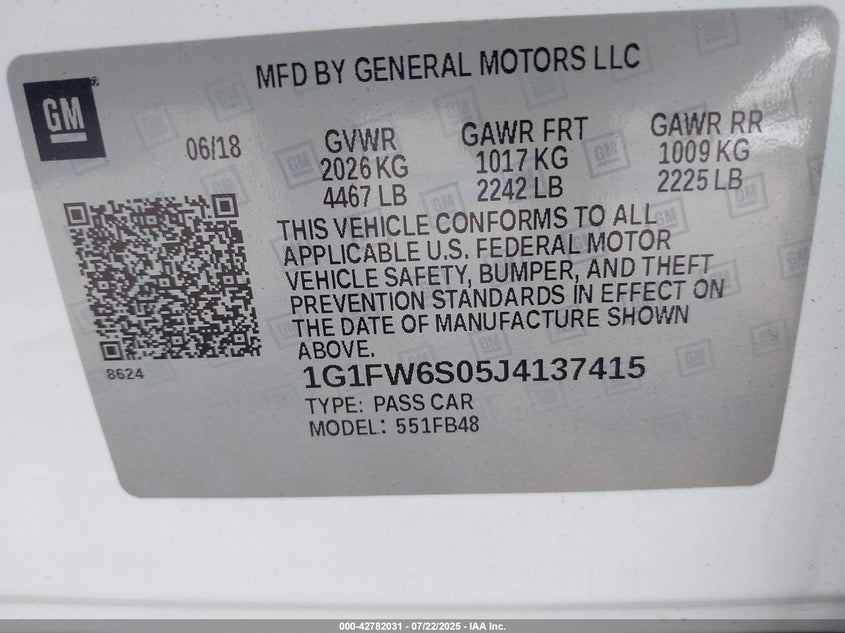 MFD BY GENERAL MOTORS LLC
GM®
06/18
GVWR
2026 KG
4467 LB
GAWR FRT
1017 KG
2242 LB
GAWR RR
1009 KG
2225 LB
THIS VEHICLE CONFORMS TO ALL
APPLICABLE U.S. FEDERAL MOTOR
VEHICLE SAFETY, BUMPER, AND THEFT
PREVENTION STANDARDS IN EFFECT ON
THE DATE OF MANUFACTURE SHOWN
ABOVE.
8624
1G1FW6S05J4137415
TYPE: PASS CAR
MODEL: 551FB48
000-42782031 - 07/22/2025 - IAA Inc.